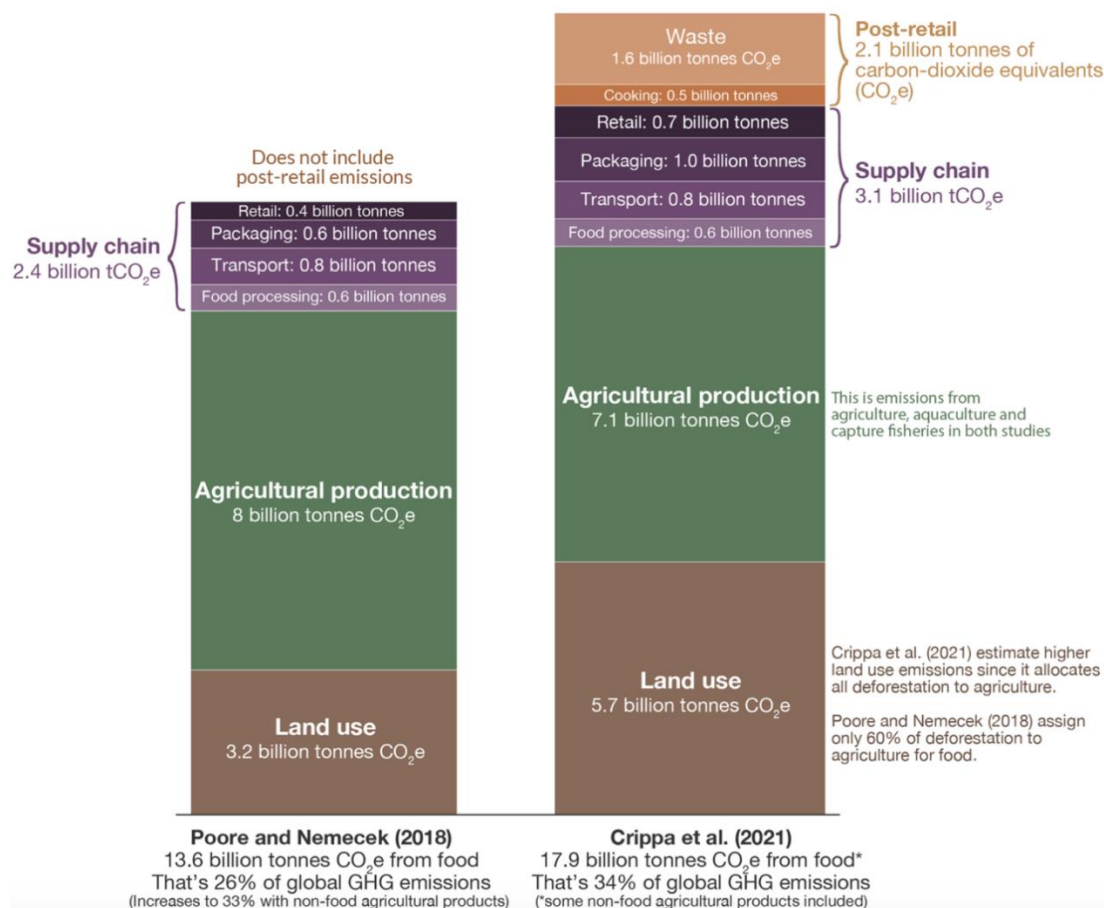 Does not include
post-retail emissions
Supply chain
2.4 billion tCO₂e
Retail: 0.4 billion tonnes
Packaging: 0.6 billion tonnes
Transport: 0.8 billion tonnes
Food processing: 0.6 billion tonnes
Agricultural production
8 billion tonnes CO₂e
Land use
3.2 billion tonnes CO₂e
Poore and Nemecek (2018)
13.6 billion tonnes CO₂e from food
That's 26% of global GHG emissions
(Increases to 33% with non-food agricultural products)
Waste
1.6 billion tonnes CO₂e
Cooking: 0.5 billion tonnes
Retail: 0.7 billion tonnes
Packaging: 1.0 billion tonnes
Transport: 0.8 billion tonnes
Food processing: 0.6 billion tonnes
Agricultural production
7.1 billion tonnes CO₂e
Land use
5.7 billion tonnes CO₂e
Crippa et al. (2021)
17.9 billion tonnes CO₂e from food*
That's 34% of global GHG emissions
(*some non-food agricultural products included)
Post-retail
2.1 billion tonnes of
carbon-dioxide equivalents
(CO₂e)
Supply chain
3.1 billion tCO₂e
This is emissions from
agriculture, aquaculture and
capture fisheries in both studies
Crippa et al. (2021) estimate higher
land use emissions since it allocates
all deforestation to agriculture.
Poore and Nemecek (2018) assign
only 60% of deforestation to
agriculture for food.